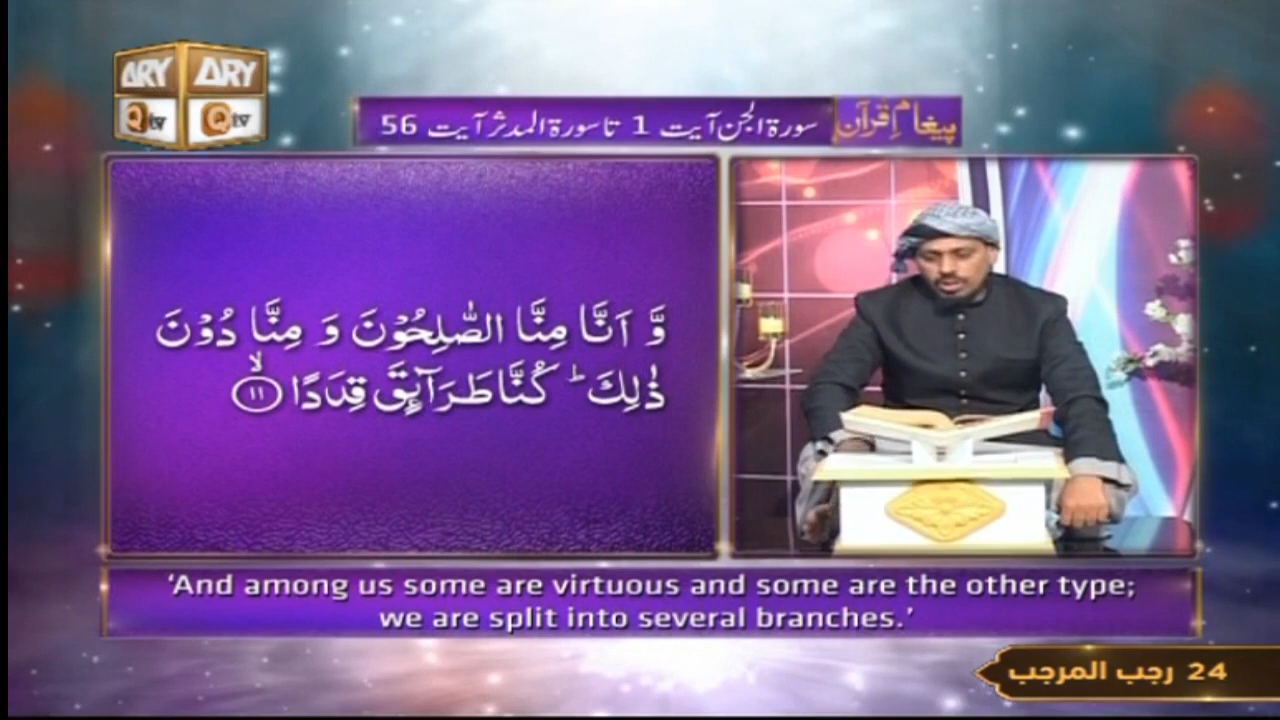 ARY ARY
Qtv Qtv
پیغامِ قرآن سورۃ الجن آیت 1 تا سورۃ المدثر آیت 56
وَّ اَنَّا مِنَّا الصّٰلِحُوْنَ وَ مِنَّا دُوْنَ
ذٰلِكَ ؕ كُنَّا طَرَآىِٕقَ قِدَدًا ۙ﴿۱۱﴾
‘And among us some are virtuous and some are the other type;
we are split into several branches.’
24 رجب المرجب